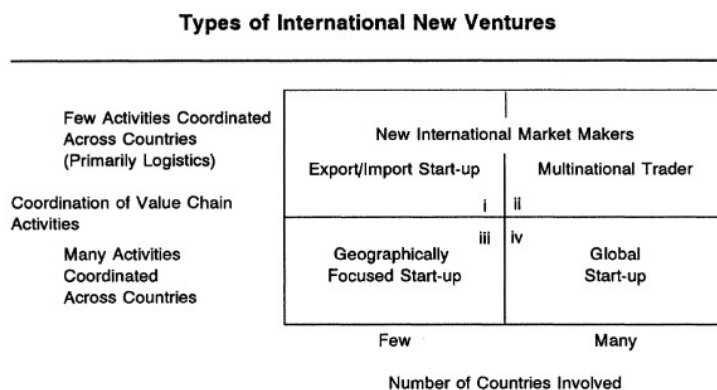 Types of International New Ventures
Few Activities Coordinated
Across Countries
(Primarily Logistics)
New International Market Makers
Export/Import Start-up
Multinational Trader
i
ii
Coordination of Value Chain
Activities
iii
iv
Many Activities
Coordinated
Across Countries
Geographically
Focused Start-up
Global
Start-up
Few
Many
Number of Countries Involved